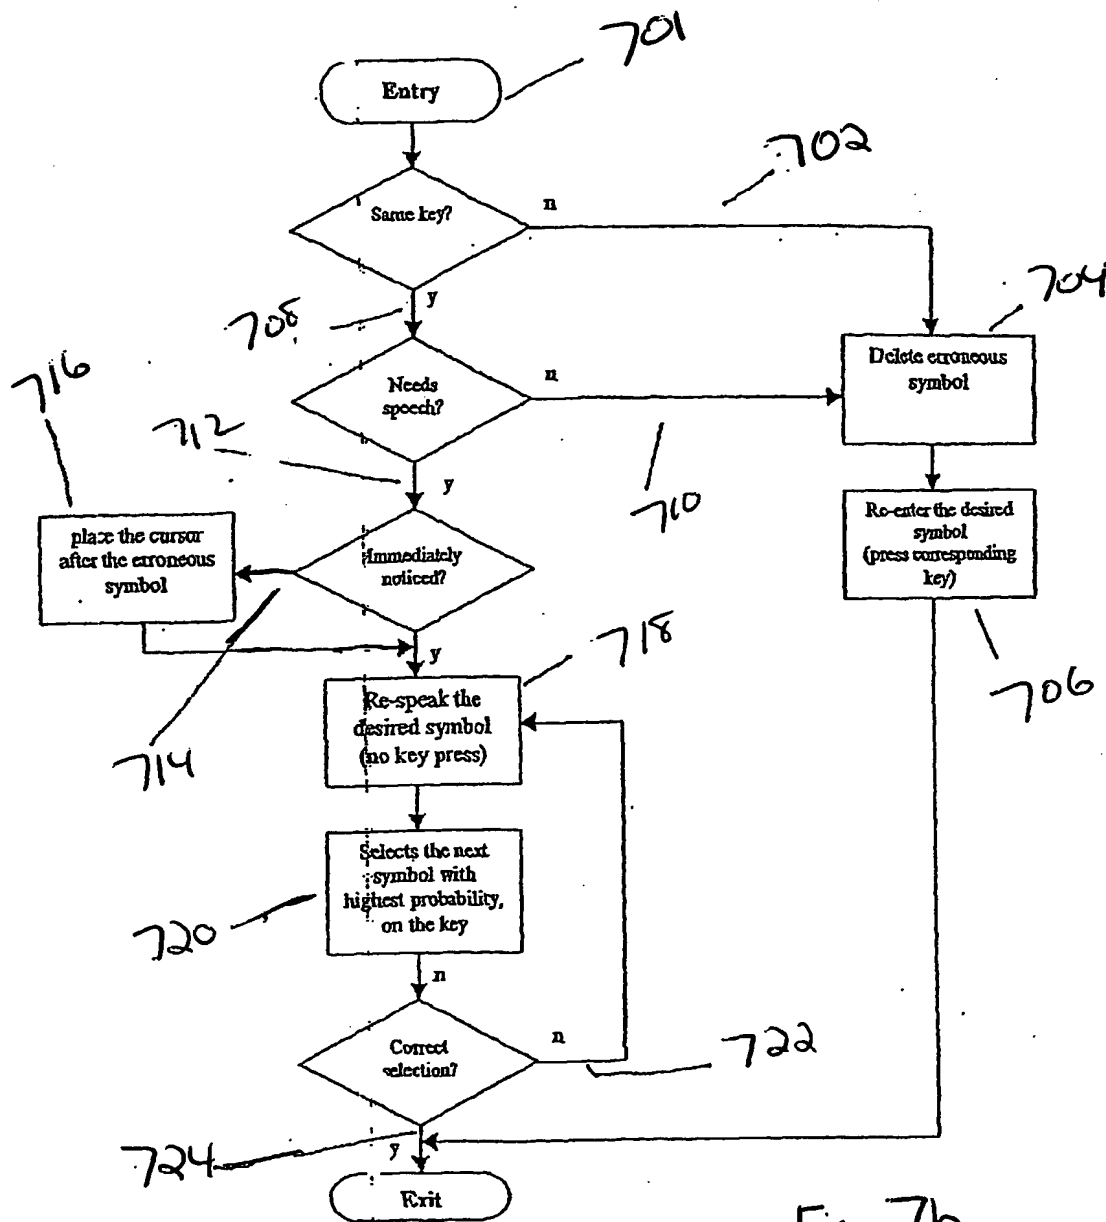 701
Entry
702
Same key?
n
704
y
708
Delete erroneous
symbol
716
Needs
speech?
n
712
y
710
Re-enter the desired
symbol
(press corresponding
key)
place the cursor
after the erroneous
symbol
Immediately
noticed?
718
y
706
Re-speak the
desired symbol
(no key press)
714
Selects the next
symbol with
highest probability,
on the key
720
n
Correct
selection?
n
722
724
y
Exit
Fig 7b